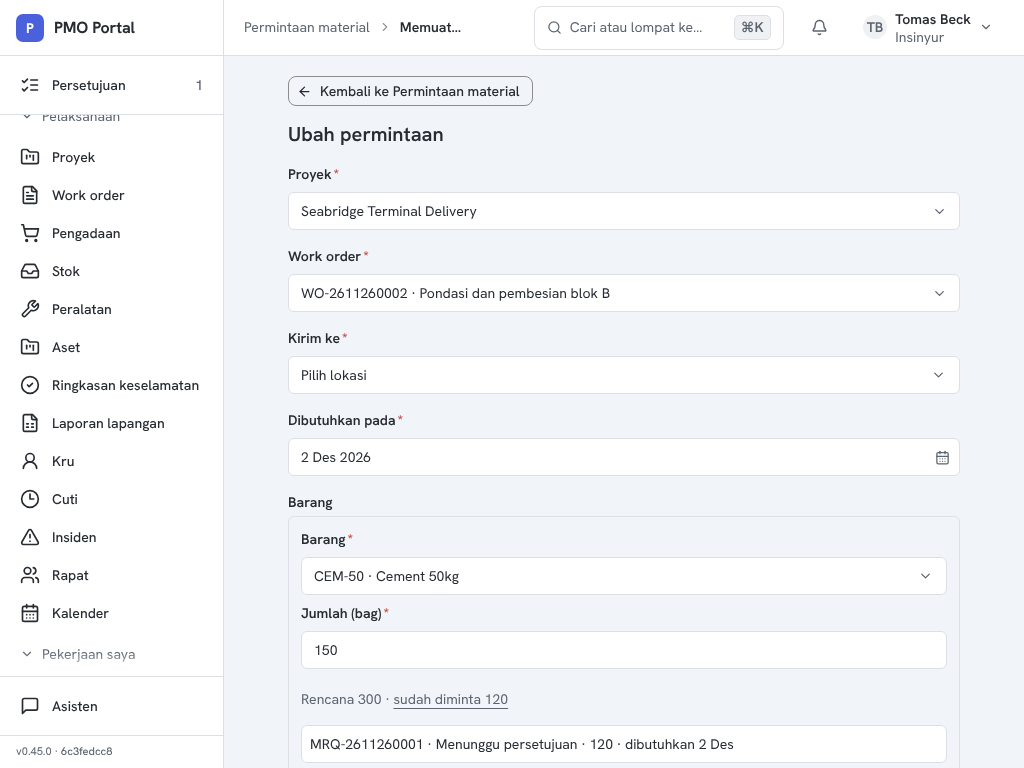 P PMO Portal
Permintaan material > Memuat...
Cari atau lompat ke... ⌘K
TB Tomas Beck
Insinyur
Persetujuan 1
Pelaksanaan
Proyek
Work order
Pengadaan
Stok
Peralatan
Aset
Ringkasan keselamatan
Laporan lapangan
Kru
Cuti
Insiden
Rapat
Kalender
Pekerjaan saya
Asisten
v0.45.0 · 6c3fedcc8
Kembali ke Permintaan material
Ubah permintaan
Proyek *
Seabridge Terminal Delivery
Work order *
WO-2611260002 · Pondasi dan pembesian blok B
Kirim ke *
Pilih lokasi
Dibutuhkan pada *
2 Des 2026
Barang
Barang *
CEM-50 · Cement 50kg
Jumlah (bag) *
150
Rencana 300 · sudah diminta 120
MRQ-2611260001 · Menunggu persetujuan · 120 · dibutuhkan 2 Des